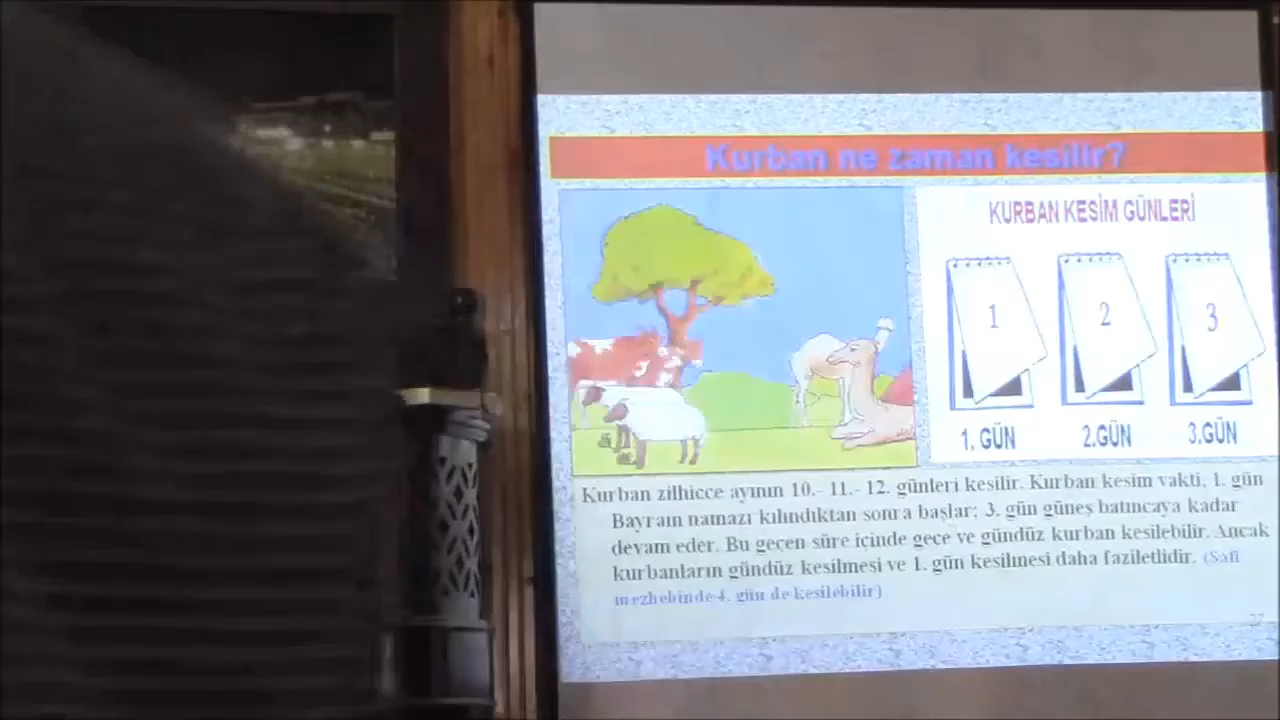 Kurban ne zaman kesilir?
KURBAN KESİM GÜNLERİ
1
2
3
1. GÜN
2.GÜN
3.GÜN
Kurban zilhicce ayının 10.- 11.- 12. günleri kesilir. Kurban kesim vakti, 1. gün
Bayram namazı kılındıktan sonra başlar; 3. gün güneş batıncaya kadar
devam eder. Bu geçen süre içinde gece ve gündüz kurban kesilebilir. Ancak
kurbanların gündüz kesilmesi ve 1. gün kesilmesi daha faziletlidir. (Safi
mezhebinde 4. gün de kesilebilir)